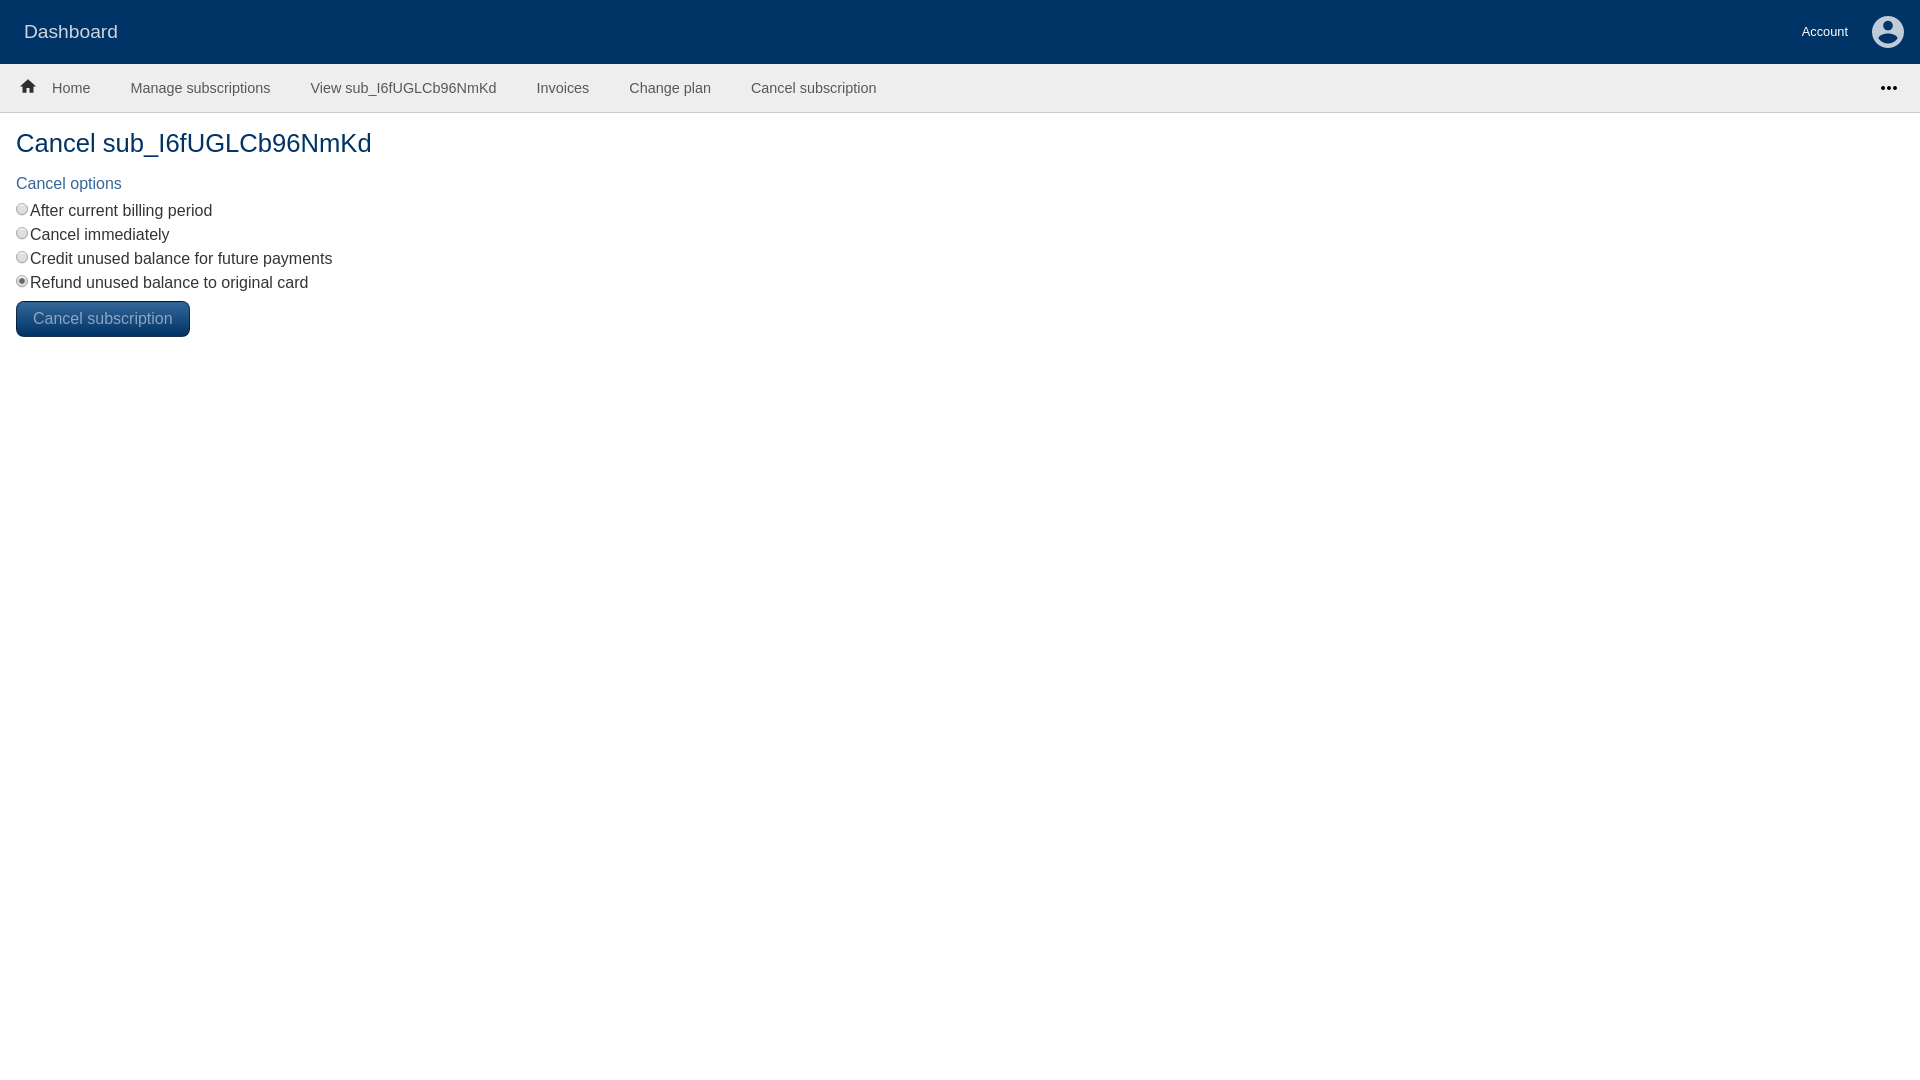 Dashboard
Account
Home Manage subscriptions View sub_I6fUGLCb96NmKd Invoices Change plan Cancel subscription
Cancel sub_I6fUGLCb96NmKd
Cancel options
After current billing period
Cancel immediately
Credit unused balance for future payments
Refund unused balance to original card
Cancel subscription